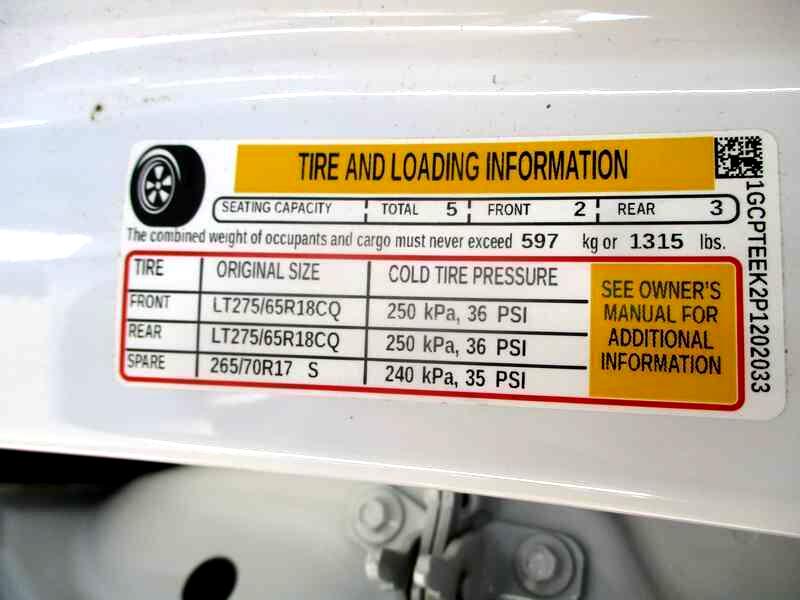 TIRE AND LOADING INFORMATION
SEATING CAPACITY TOTAL 5 FRONT 2 REAR 3
The combined weight of occupants and cargo must never exceed 597 kg or 1315 lbs.
TIRE ORIGINAL SIZE COLD TIRE PRESSURE
FRONT LT275/65R18CQ 250 kPa, 36 PSI
REAR LT275/65R18CQ 250 kPa, 36 PSI
SPARE 265/70R17 S 240 kPa, 35 PSI
SEE OWNER'S
MANUAL FOR
ADDITIONAL
INFORMATION
1GCPTEEK2P1202033